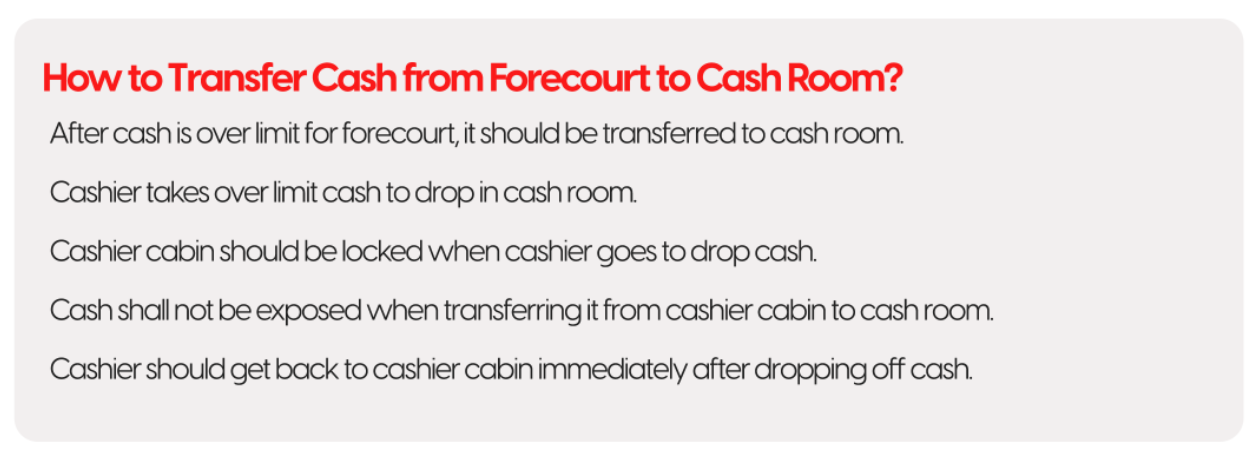 How to Transfer Cash from Forecourt to Cash Room?
After cash is over limit for forecourt, it should be transferred to cash room.
Cashier takes over limit cash to drop in cash room.
Cashier cabin should be locked when cashier goes to drop cash.
Cash shall not be exposed when transferring it from cashier cabin to cash room.
Cashier should get back to cashier cabin immediately after dropping off cash.